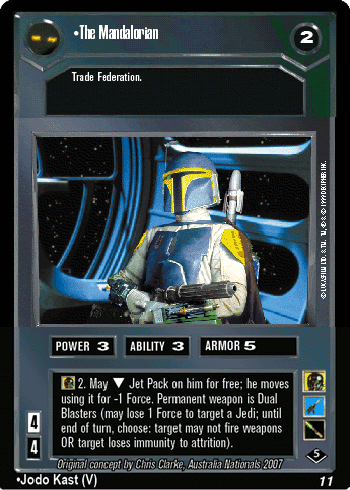 •The Mandalorian
2
Trade Federation.
POWER 3
ABILITY 3
ARMOR 5
2. May ▼ Jet Pack on him for free; he moves
using it for -1 Force. Permanent weapon is Dual
Blasters (may lose 1 Force to target a Jedi; until
end of turn, choose: target may not fire weapons
OR target loses immunity to attrition).
4
4
5
Original concept by Chris Clarke, Australia Nationals 2007
•Jodo Kast (V)
11